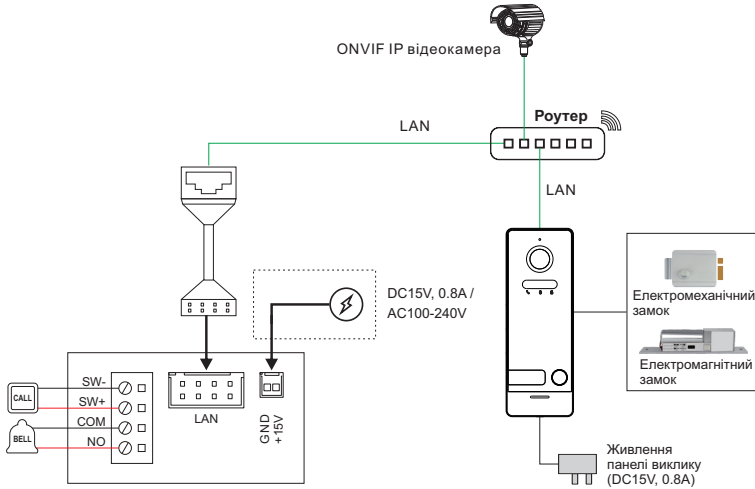 ONVIF IP відеокамера
Роутер
LAN
LAN
DC15V, 0.8A /
AC100-240V
Електромеханічний
замок
Електромагнітний
замок
CALL
SW-
SW+
BELL
COM
NO
LAN
GND
+15V
Живлення
панелі виклику
(DC15V, 0.8A)